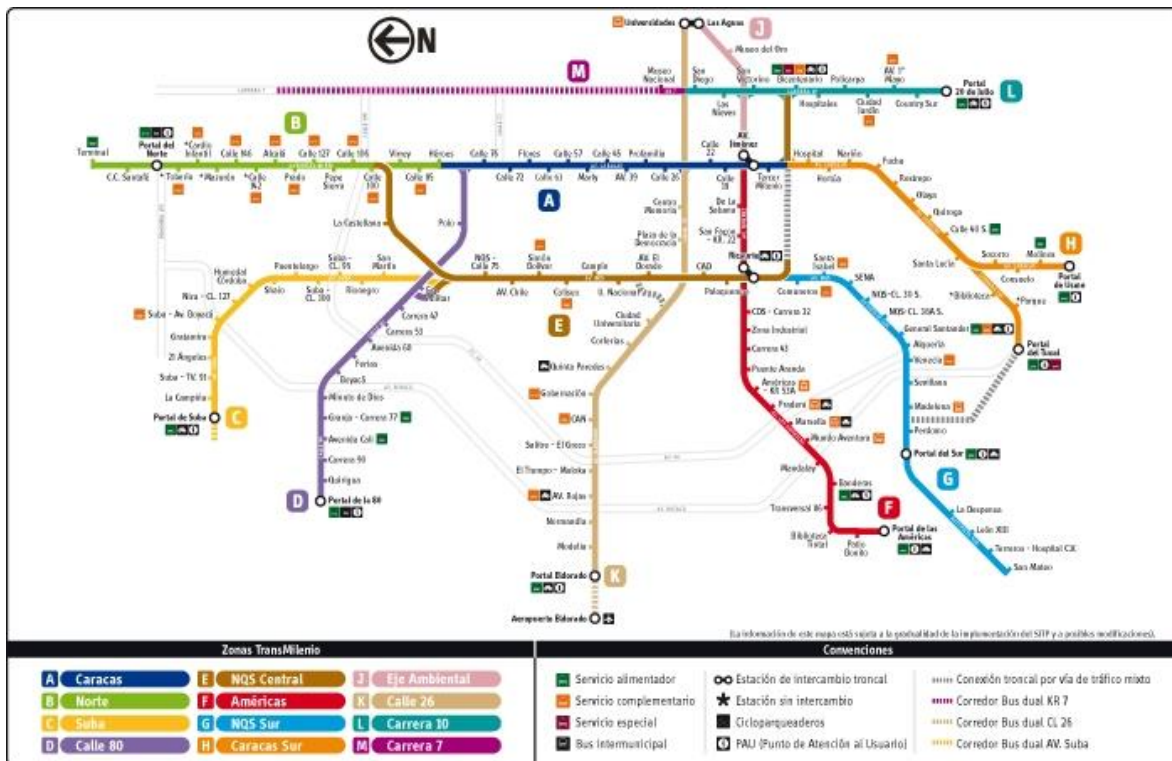 N
Universidades
Las Aguas
J
Museo del Oro
M
Museo Nacional
San Diego
San Victorino
Bicentenario
Policarpa
AV. 1° Mayo
Portal 20 de Julio
L
CARRERA 7
Las Nieves
Hospitales
Ciudad Jardín
Country Sur
B
Terminal
Portal del Norte
*Cardio Infantil
Calle 146
Alcalá
Calle 127
Calle 106
Virrey
Héroes
Calle 76
Flores
Calle 57
Calle 45
Profamilia
Calle 22
AV. Jiménez
Hospital
Nariño
C.C. Santafé
*Toberín
*Mazurén
*Calle 142
Prado
Pepe Sierra
Calle 100
Calle 85
Calle 72
Calle 63
Marly
AV. 39
Calle 26
Calle 19
Tercer Milenio
Hortúa
Fucha
Restrepo
Olaya
Quiroga
Calle 40 S.
Santa Lucía
Socorro
Molinos
Consuelo
H
Portal de Usme
*Biblioteca
*Parque
Portal del Tunal
A
La Castellana
Polo
Centro Memoria
Plaza de la Democracia
De La Sabana
San Façon - KR. 22
Ricaurte
NQS - Calle 75
Simón Bolívar
Campín
AV. El Dorado
CAD
Santa Isabel
SENA
AV. Chile
Coliseo
U. Nacional
Paloquemao
Comuneros
NQS-CL. 30 S.
NQS-CL. 38A S.
General Santander
Alquería
Venecia
Sevillana
Madelena
Perdomo
Portal del Sur
G
La Despensa
León XIII
Terreros - Hospital C.V.
San Mateo
E
Suba - CL. 95
San Martín
Puentelargo
Humedal Córdoba
Niza - CL. 127
Shaio
Suba - CL. 100
Rionegro
Suba - Av. Boyacá
Gratamira
21 Ángeles
Suba - TV. 91
La Campiña
Portal de Suba
C
Carrera 47
Carrera 53
Avenida 68
Ferias
Boyacá
Minuto de Dios
Granja - Carrera 77
Avenida Cali
Carrera 90
Quirigua
Portal de la 80
D
Ciudad Universitaria
Corferias
Quinta Paredes
Gobernación
CAN
Salitre - El Greco
El Tiempo - Maloka
AV. Rojas
Normandía
Modelia
Portal Eldorado
K
Aeropuerto Eldorado
CDS - Carrera 32
Zona Industrial
Carrera 43
Puente Aranda
Américas - KR 53A
Pradera
Marsella
Mundo Aventura
Mandalay
Banderas
Transversal 86
Biblioteca Tintal
Patio Bonito
F
Portal de las Américas
(La información de este mapa está sujeta a la gradualidad de la implementación del SITP y a posibles modificaciones).
Zonas TransMilenio
A Caracas
B Norte
C Suba
D Calle 80
E NQS Central
F Américas
G NQS Sur
H Caracas Sur
J Eje Ambiental
K Calle 26
L Carrera 10
M Carrera 7
Convenciones
Servicio alimentador
Servicio complementario
Servicio especial
Bus intermunicipal
Estación de intercambio troncal
Estación sin intercambio
Cicloparqueaderos
PAU (Punto de Atención al Usuario)
Conexión troncal por vía de tráfico mixto
Corredor Bus dual KR 7
Corredor Bus dual CL 26
Corredor Bus dual AV. Suba